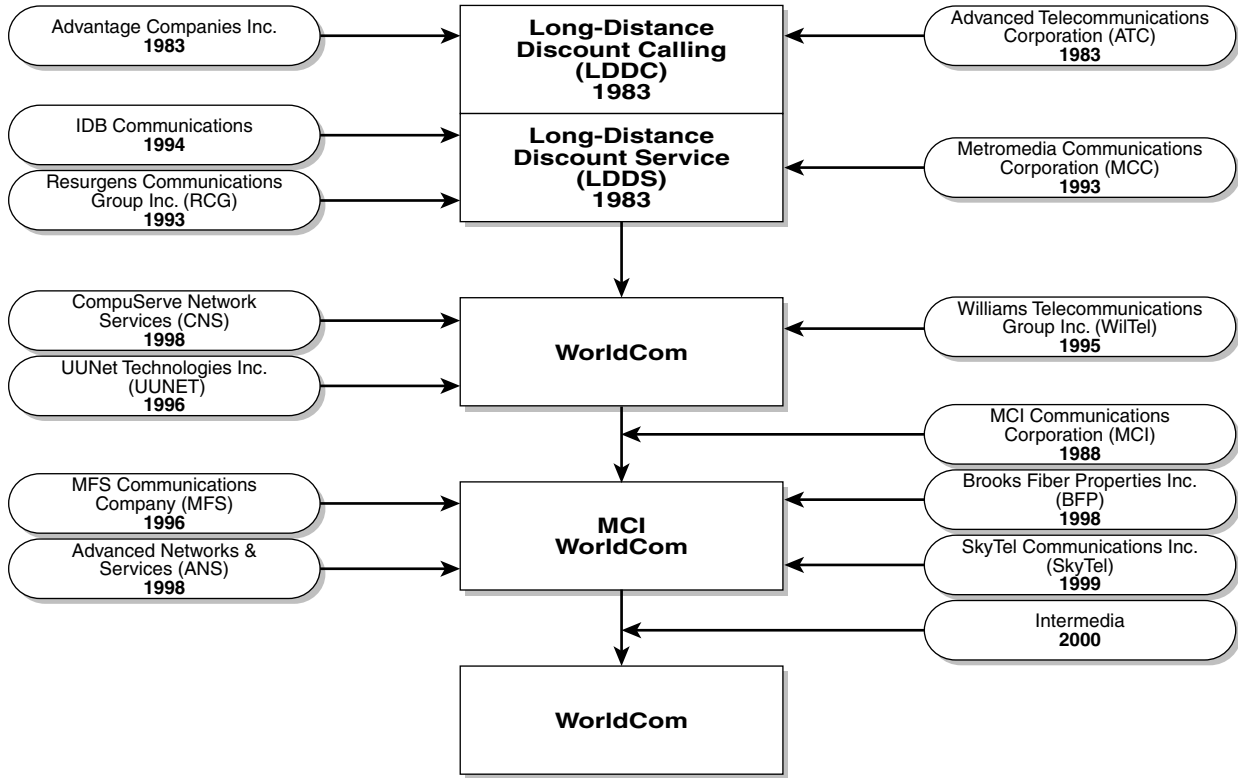 Advantage Companies Inc.
1983
Long-Distance
Discount Calling
(LDDC)
1983
Advanced Telecommunications
Corporation (ATC)
1983
IDB Communications
1994
Long-Distance
Discount Service
(LDDS)
1983
Metromedia Communications
Corporation (MCC)
1993
Resurgens Communications
Group Inc. (RCG)
1993
CompuServe Network
Services (CNS)
1998
WorldCom
Williams Telecommunications
Group Inc. (WilTel)
1995
UUNet Technologies Inc.
(UUNET)
1996
MCI Communications
Corporation (MCI)
1988
MFS Communications
Company (MFS)
1996
MCI
WorldCom
Brooks Fiber Properties Inc.
(BFP)
1998
Advanced Networks &
Services (ANS)
1998
SkyTel Communications Inc.
(SkyTel)
1999
Intermedia
2000
WorldCom